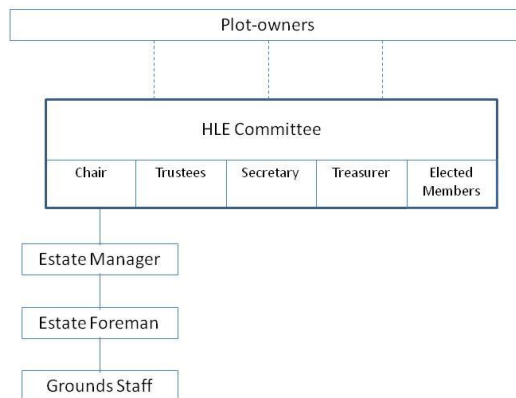 Plot-owners
HLE Committee
Chair
Trustees
Secretary
Treasurer
Elected
Members
Estate Manager
Estate Foreman
Grounds Staff